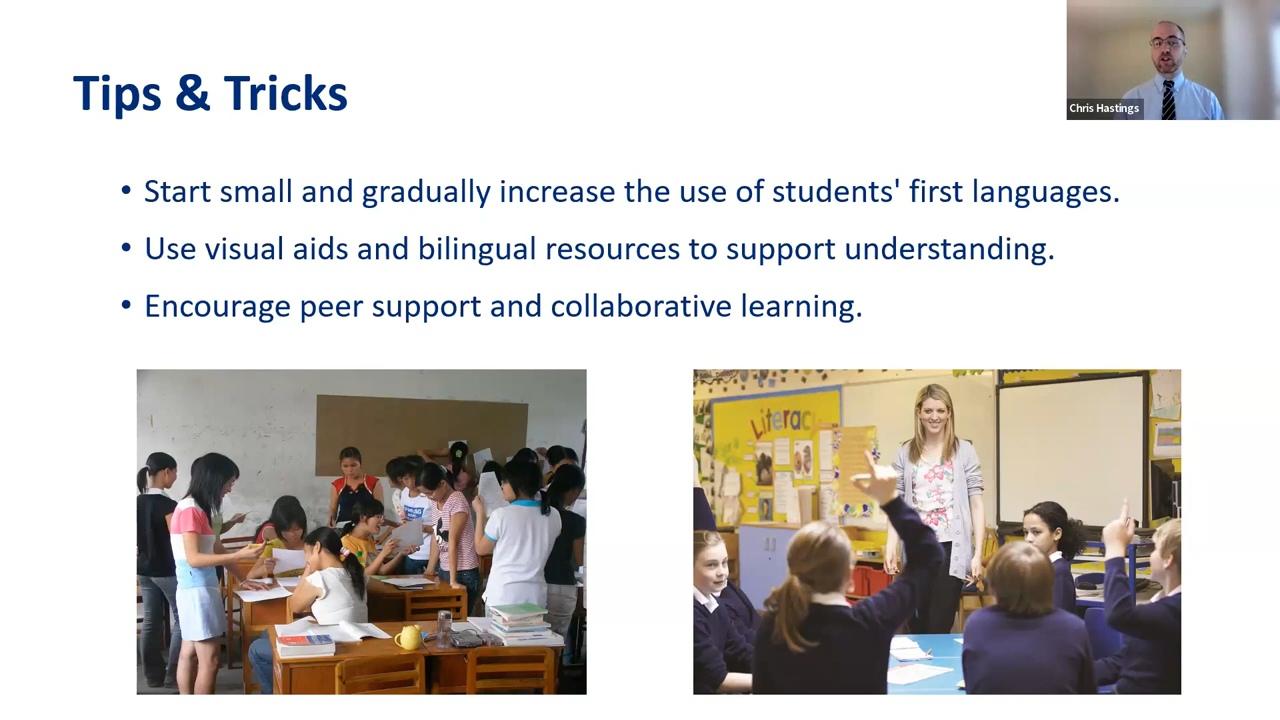 Tips & Tricks
Chris Hastings
• Start small and gradually increase the use of students' first languages.
• Use visual aids and bilingual resources to support understanding.
• Encourage peer support and collaborative learning.
Literac